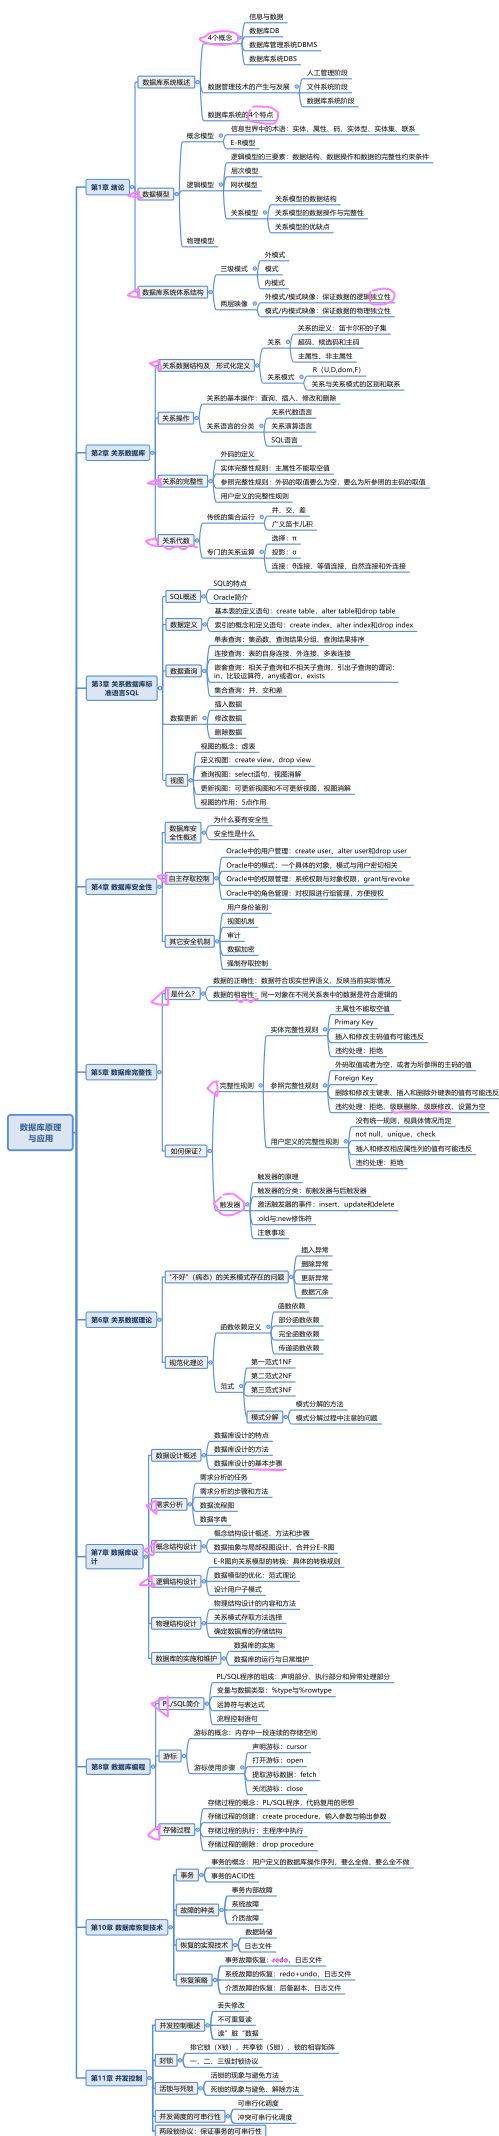 数据库原理
与应用
第1章 绪论
数据库系统概述
4个概念
信息与数据
数据库DB
数据库管理系统DBMS
数据库系统DBS
数据管理技术的产生与发展
人工管理阶段
文件系统阶段
数据库系统阶段
数据库系统的4个特点
数据模型
概念模型
信息世界中的术语：实体、属性、码、实体型、实体集、联系
E-R模型
逻辑模型
逻辑模型的三要素：数据结构、数据操作和数据的完整性约束条件
层次模型
网状模型
关系模型
关系模型的数据结构
关系模型的数据操作与完整性
关系模型的优缺点
物理模型
数据库系统体系结构
三级模式
外模式
模式
内模式
两层映像
外模式/模式映像：保证数据的逻辑独立性
模式/内模式映像：保证数据的物理独立性
第2章 关系数据库
关系数据结构及 形式化定义
关系
关系的定义：笛卡尔积的子集
超码、候选码和主码
主属性、非主属性
关系模式
R（U,D,dom,F）
关系与关系模式的区别和联系
关系操作
关系的基本操作：查询、插入、修改和删除
关系语言的分类
关系代数语言
关系演算语言
SQL语言
关系的完整性
外码的定义
实体完整性规则：主属性不能取空值
参照完整性规则：外码的取值要么为空，要么为所参照的主码的取值
用户定义的完整性规则
关系代数
传统的集合运行
并、交、差
广义笛卡儿积
专门的关系运算
选择：π
投影：σ
连接：θ连接、等值连接、自然连接和外连接
第3章 关系数据库标
准语言SQL
SQL概述
SQL的特点
Oracle简介
数据定义
基本表的定义语句：create table，alter table和drop table
索引的概念和定义语句：create index、alter index和drop index
数据查询
单表查询：集函数、查询结果分组、查询结果排序
连接查询：表的自身连接、外连接、多表连接
嵌套查询：相关子查询和不相关子查询，引出子查询的谓词：
in，比较运算符，any或者or，exists
集合查询：并、交和差
数据更新
插入数据
修改数据
删除数据
视图
视图的概念：虚表
定义视图：create view，drop view
查询视图：select语句，视图消解
更新视图：可更新视图和不可更新视图，视图消解
视图的作用：5点作用
第4章 数据库安全性
数据库安
全性概述
为什么要有安全性
安全性是什么
自主存取控制
Oracle中的用户管理：create user、alter user和drop user
Oracle中的模式：一个具体的对象，模式与用户密切相关
Oracle中的权限管理：系统权限与对象权限，grant与revoke
Oracle中的角色管理：对权限进行组管理，方便授权
其它安全机制
用户身份鉴别
视图机制
审计
数据加密
强制存取控制
第5章 数据库完整性
是什么？
数据的正确性：数据符合现实世界语义、反映当前实际情况
数据的相容性：同一对象在不同关系表中的数据是符合逻辑的
如何保证？
完整性规则
实体完整性规则
主属性不能取空值
Primary Key
插入和修改主码值有可能违反
违约处理：拒绝
参照完整性规则
外码取值或者为空，或者为所参照的主码的值
Foreign Key
删除和修改主键表、插入和删除外键表的值有可能违反
违约处理：拒绝、级联删除、级联修改、设置为空
用户定义的完整性规则
没有统一规则，视具体情况而定
not null、unique、check
插入和修改相应属性列的值有可能违反
违约处理：拒绝
触发器
触发器的原理
触发器的分类：前触发器与后触发器
激活触发器的事件：insert、update和delete
:old与:new修饰符
注意事项
第6章 关系数据理论
“不好”（病态）的关系模式存在的问题
插入异常
删除异常
更新异常
数据冗余
规范化理论
函数依赖定义
函数依赖
部分函数依赖
完全函数依赖
传递函数依赖
范式
第一范式1NF
第二范式2NF
第三范式3NF
模式分解
模式分解的方法
模式分解过程中注意的问题
第7章 数据库设
计
数据设计概述
数据库设计的特点
数据库设计的方法
数据库设计的基本步骤
需求分析
需求分析的任务
需求分析的步骤和方法
数据流程图
数据字典
概念结构设计
概念结构设计概述、方法和步骤
数据抽象与局部视图设计、合并分E-R图
逻辑结构设计
E-R图向关系模型的转换：具体的转换规则
数据模型的优化：范式理论
设计用户子模式
物理结构设计
物理结构设计的内容和方法
关系模式存取方法选择
确定数据库的存储结构
数据库的实施和维护
数据库的实施
数据库的运行与日常维护
第8章 数据库编程
PL/SQL简介
PL/SQL程序的组成：声明部分、执行部分和异常处理部分
变量与数据类型：%type与%rowtype
运算符与表达式
流程控制语句
游标
游标的概念：内存中一段连续的存储空间
游标使用步骤
声明游标：cursor
打开游标：open
提取游标数据：fetch
关闭游标：close
存储过程
存储过程的概念：PL/SQL程序，代码复用的思想
存储过程的创建：create procedure，输入参数与输出参数
存储过程的执行：主程序中执行
存储过程的删除：drop procedure
第10章 数据库恢复技术
事务
事务的概念：用户定义的数据库操作序列，要么全做、要么全不做
事务的ACID性
故障的种类
事务内部故障
系统故障
介质故障
恢复的实现技术
数据转储
日志文件
恢复策略
事务故障恢复：redo、日志文件
系统故障的恢复：redo+undo，日志文件
介质故障的恢复：后备副本、日志文件
第11章 并发控制
并发控制概述
丢失修改
不可重复读
读”脏“数据
封锁
排它锁（X锁）、共享锁（S锁）、锁的相容矩阵
一、二、三级封锁协议
活锁与死锁
活锁的现象与避免方法
死锁的现象与避免、解除方法
并发调度的可串行性
可串行化调度
冲突可串行化调度
两段锁协议：保证事务的可串行性